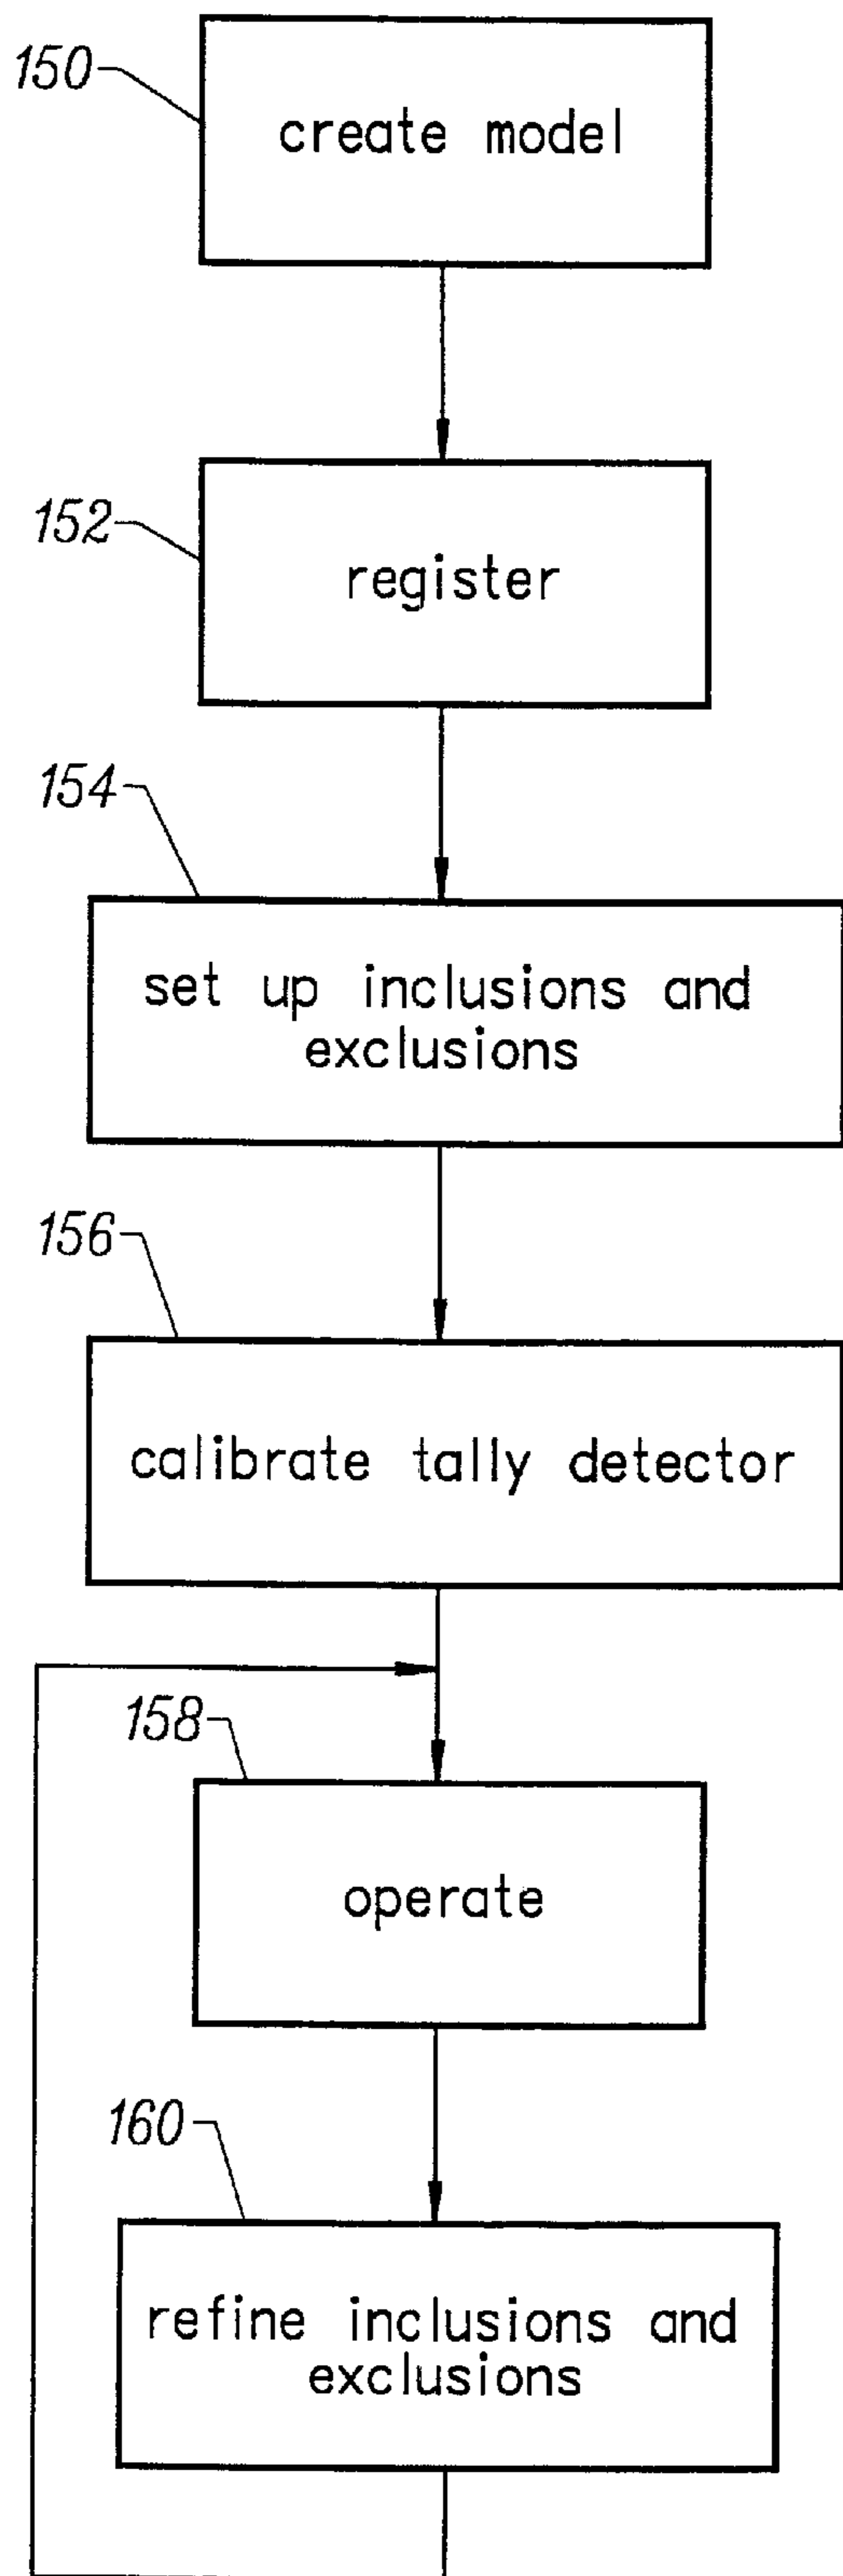 150
create model
152
register
154
set up inclusions and
exclusions
156
calibrate tally detector
158
operate
160
refine inclusions and
exclusions